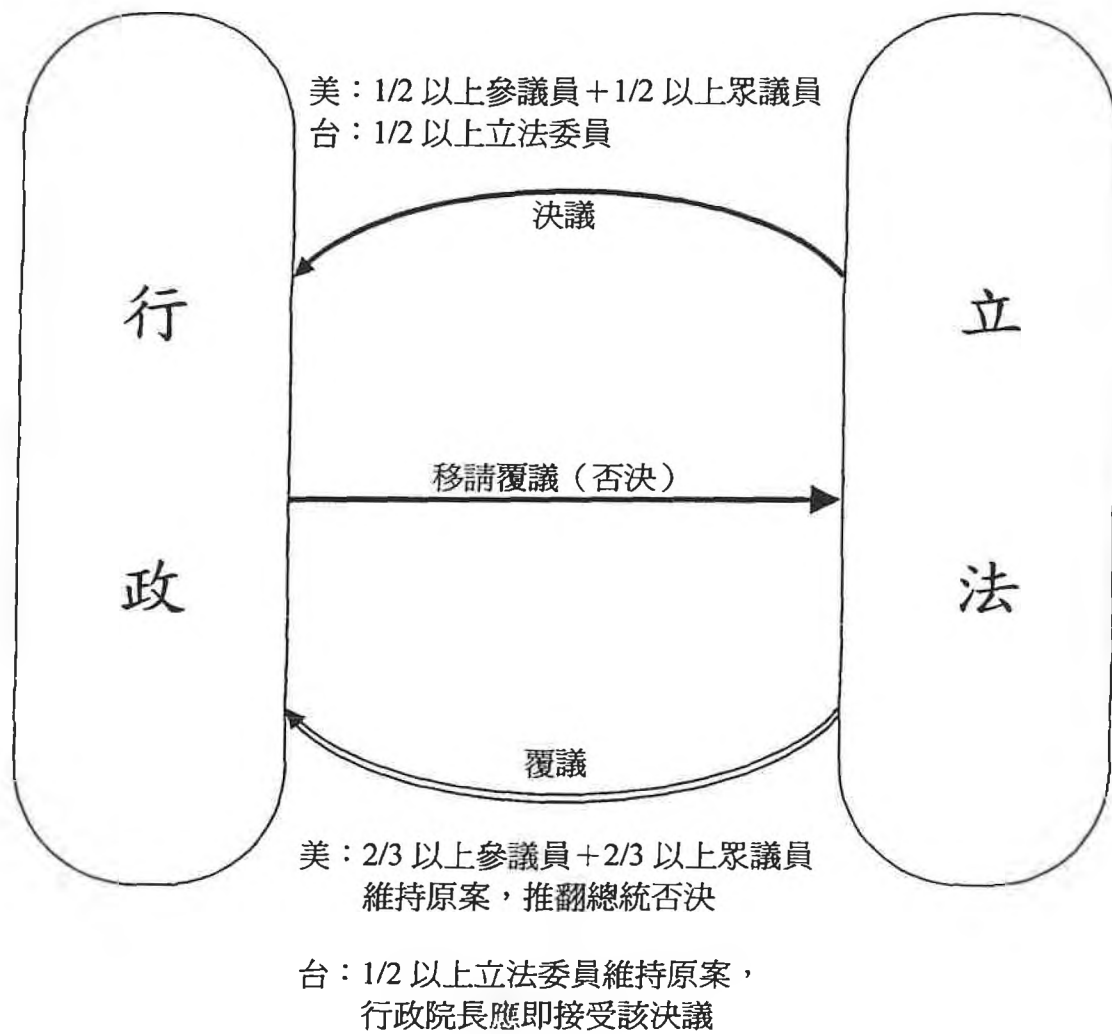 美：1/2 以上參議員＋1/2 以上眾議員
台：1/2 以上立法委員
決議
行政
立法
移請覆議（否決）
覆議
美：2/3 以上參議員＋2/3 以上眾議員
維持原案，推翻總統否決
台：1/2 以上立法委員維持原案，
行政院長應即接受該決議